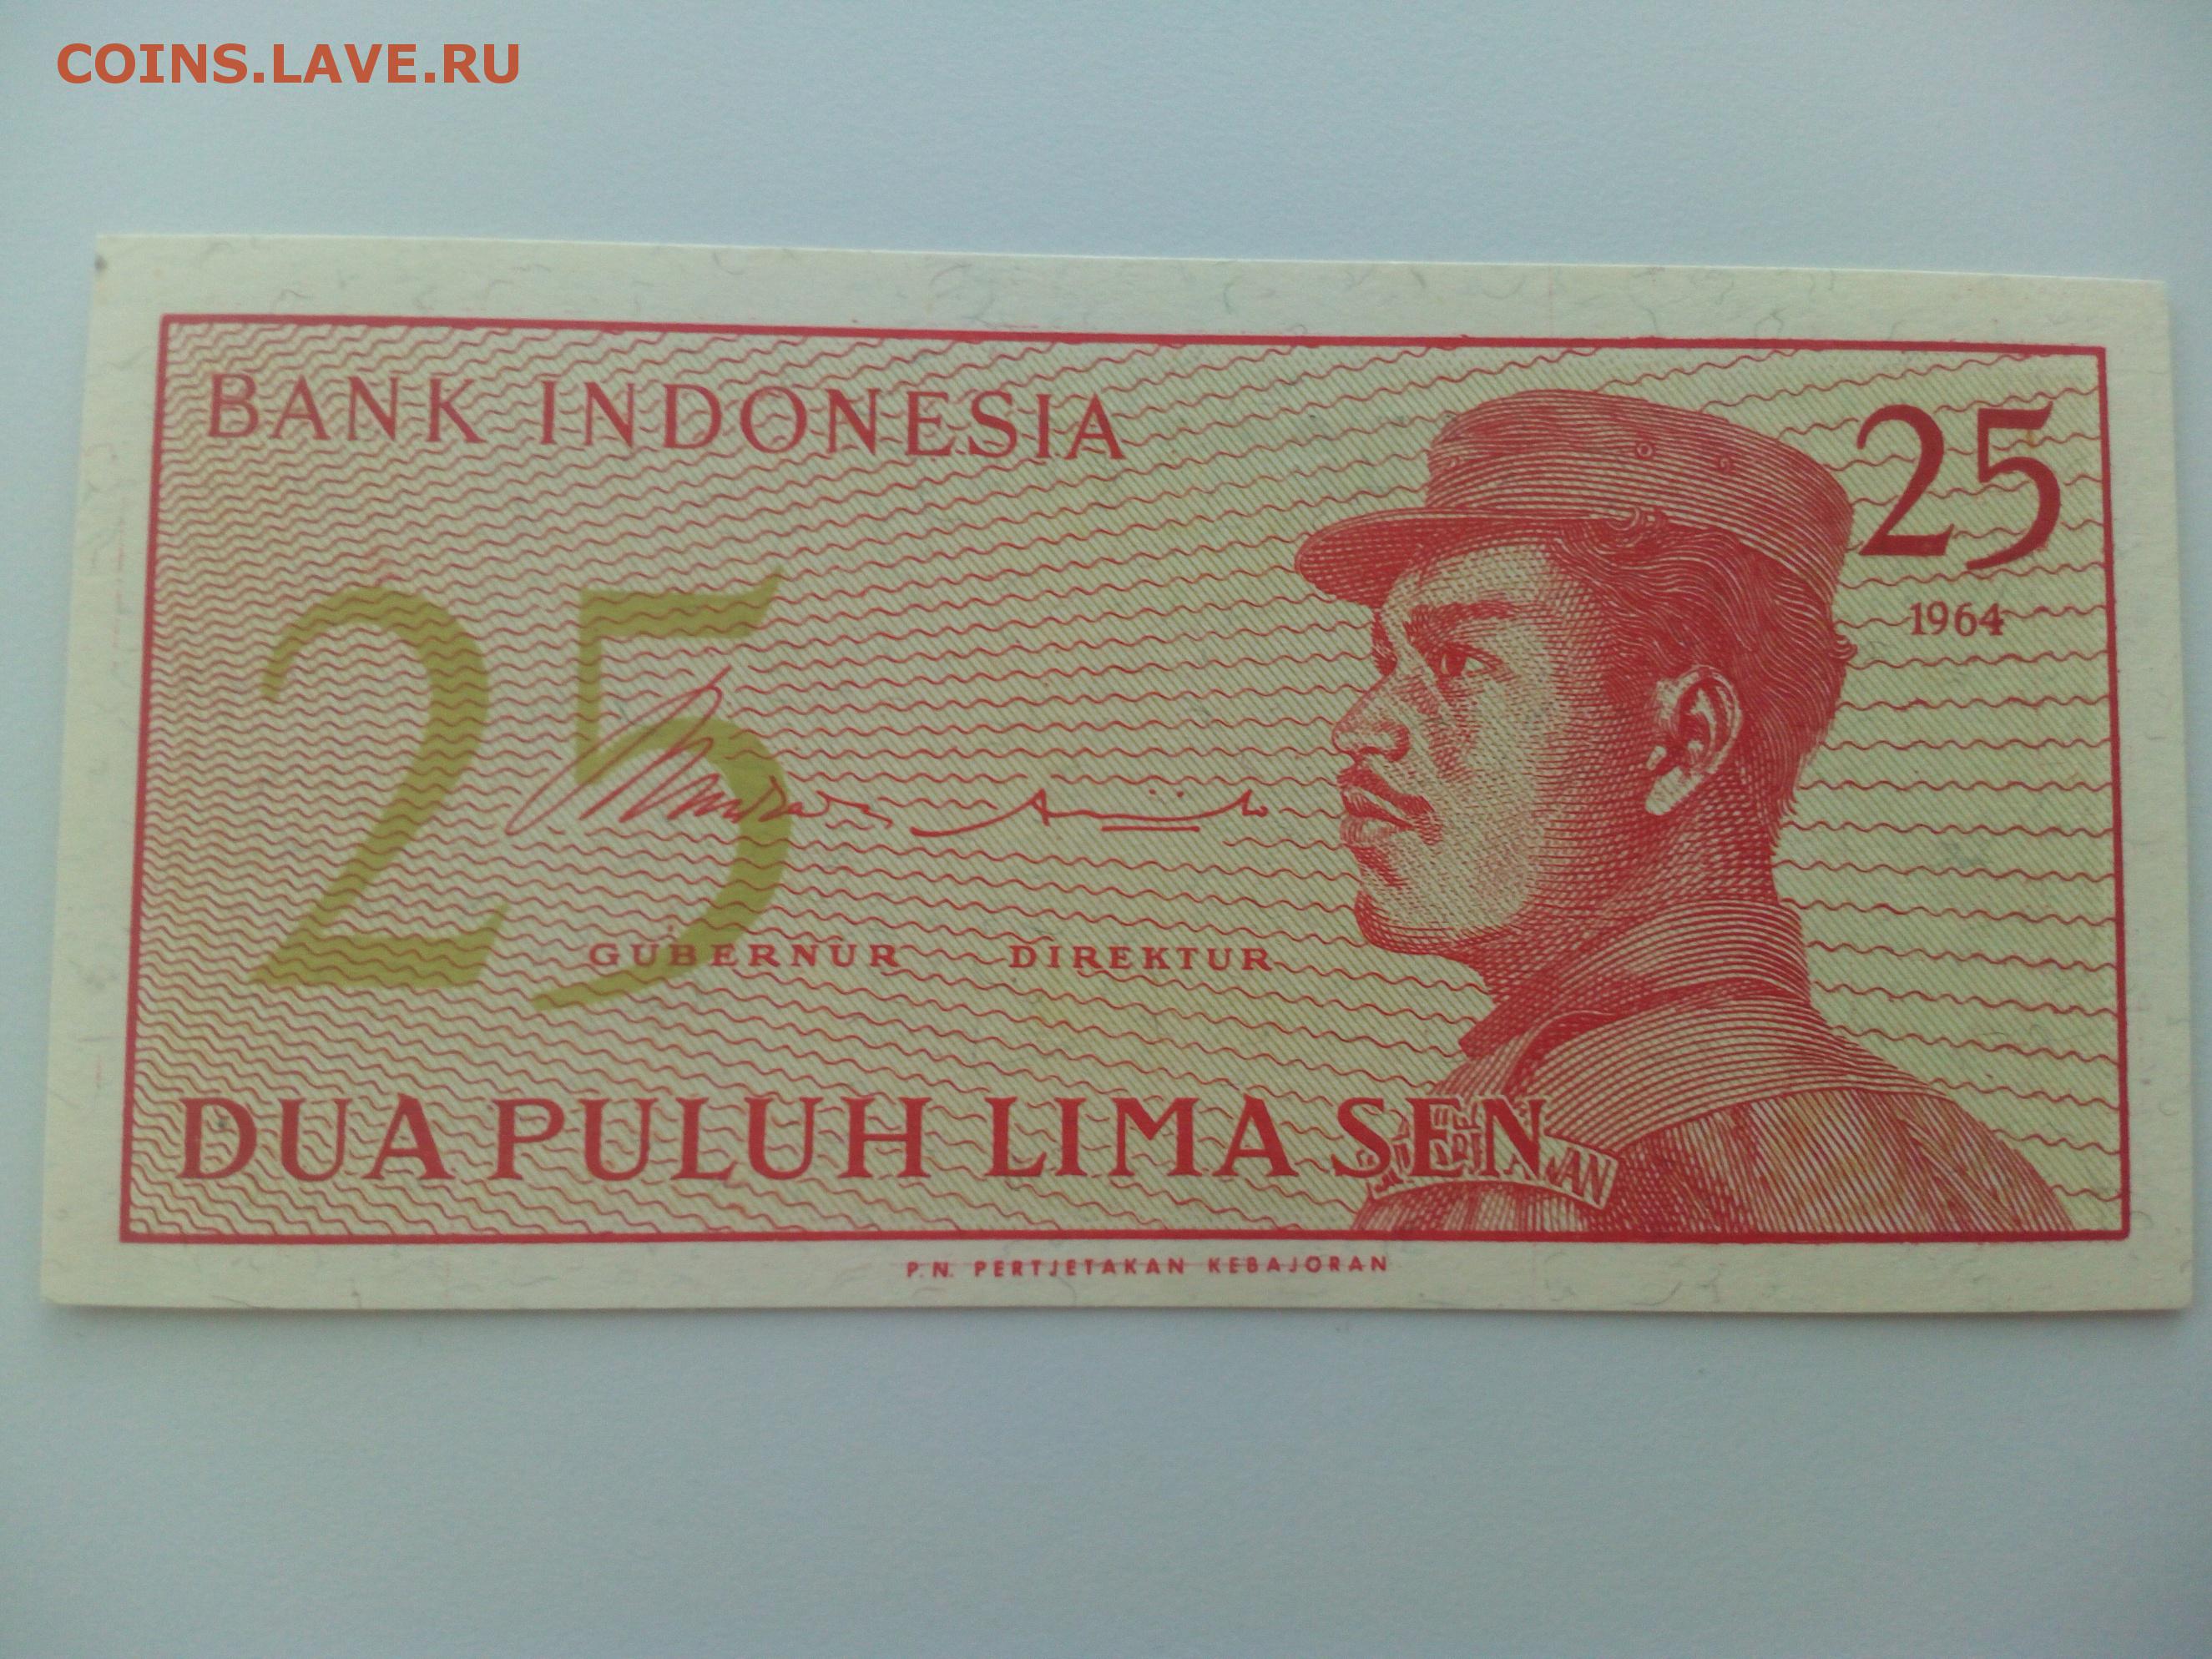 COINS.LAVE.RU
BANK INDONESIA
25
1964
25
GUBERNUR DIREKTUR
DUA PULUH LIMA SEN
P.N. PERTJETAKAN KEBAJORAN